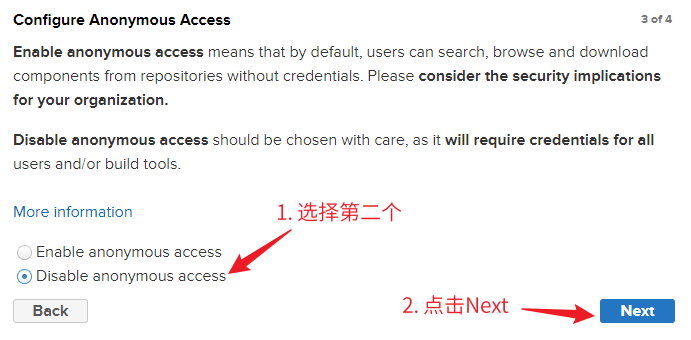 Configure Anonymous Access
3 of 4
Enable anonymous access means that by default, users can search, browse and download
components from repositories without credentials. Please consider the security implications
for your organization.
Disable anonymous access should be chosen with care, as it will require credentials for all
users and/or build tools.
More information
1. 选择第二个
Enable anonymous access
Disable anonymous access
Back
2. 点击Next
Next